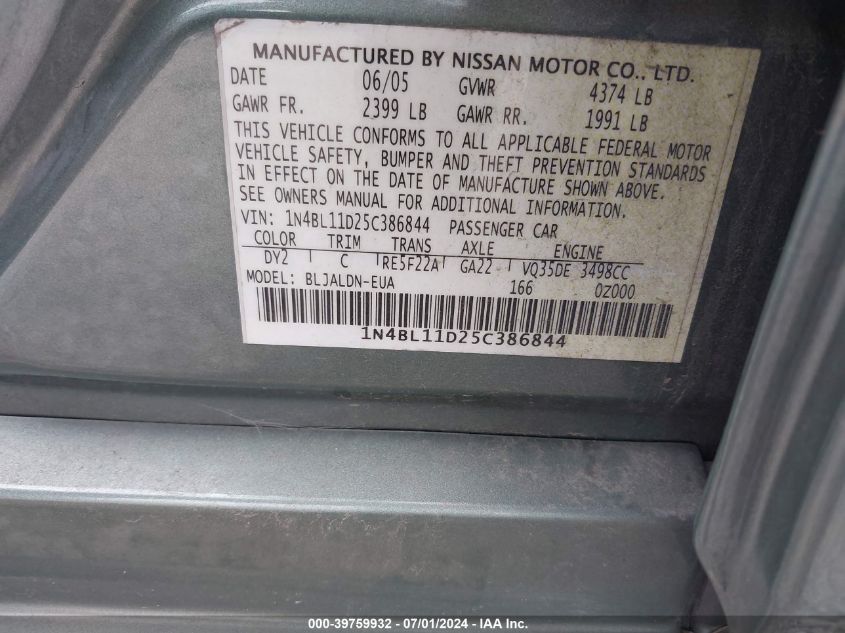 MANUFACTURED BY NISSAN MOTOR CO., LTD.
DATE 06/05 GVWR 4374 LB
GAWR FR. 2399 LB GAWR RR. 1991 LB
THIS VEHICLE CONFORMS TO ALL APPLICABLE FEDERAL MOTOR
VEHICLE SAFETY, BUMPER AND THEFT PREVENTION STANDARDS
IN EFFECT ON THE DATE OF MANUFACTURE SHOWN ABOVE.
SEE OWNERS MANUAL FOR ADDITIONAL INFORMATION.
VIN: 1N4BL11D25C386844 PASSENGER CAR
COLOR TRIM TRANS AXLE ENGINE
DY2 C RE5F22A GA22 VQ35DE 3498CC
MODEL: BLJALDN-EUA 166 0Z000
1N4BL11D25C386844
000-39759932 - 07/01/2024 - IAA Inc.